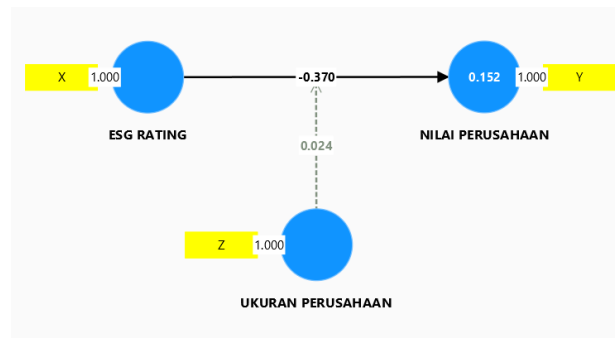 X 1.000 -0.370 0.152 1.000 Y
ESG RATING NILAI PERUSAHAAN
0.024
Z 1.000
UKURAN PERUSAHAAN